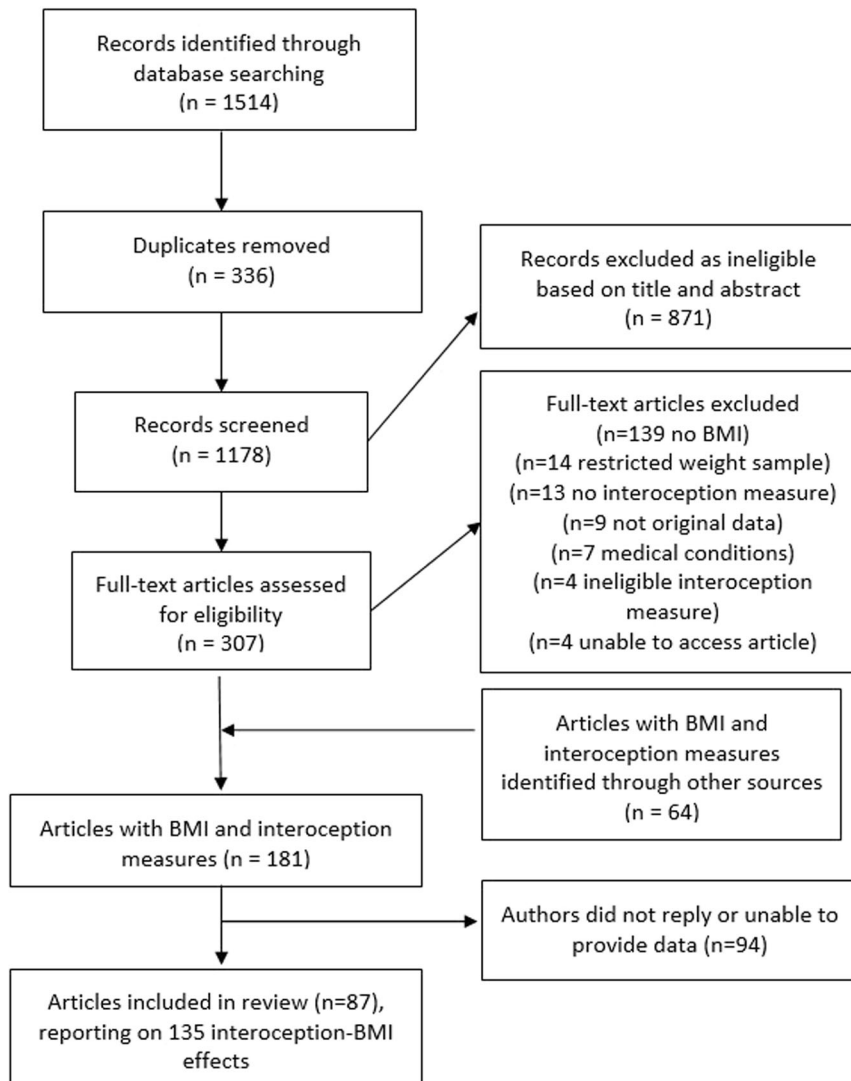 Records identified through
database searching
(n = 1514)
Duplicates removed
(n = 336)
Records excluded as ineligible
based on title and abstract
(n = 871)
Records screened
(n = 1178)
Full-text articles excluded
(n=139 no BMI)
(n=14 restricted weight sample)
(n=13 no interoception measure)
(n=9 not original data)
(n=7 medical conditions)
(n=4 ineligible interoception
measure)
(n=4 unable to access article)
Full-text articles assessed
for eligibility
(n = 307)
Articles with BMI and
interoception measures
identified through other sources
(n = 64)
Articles with BMI and interoception
measures (n = 181)
Authors did not reply or unable to
provide data (n=94)
Articles included in review (n=87),
reporting on 135 interoception-BMI
effects